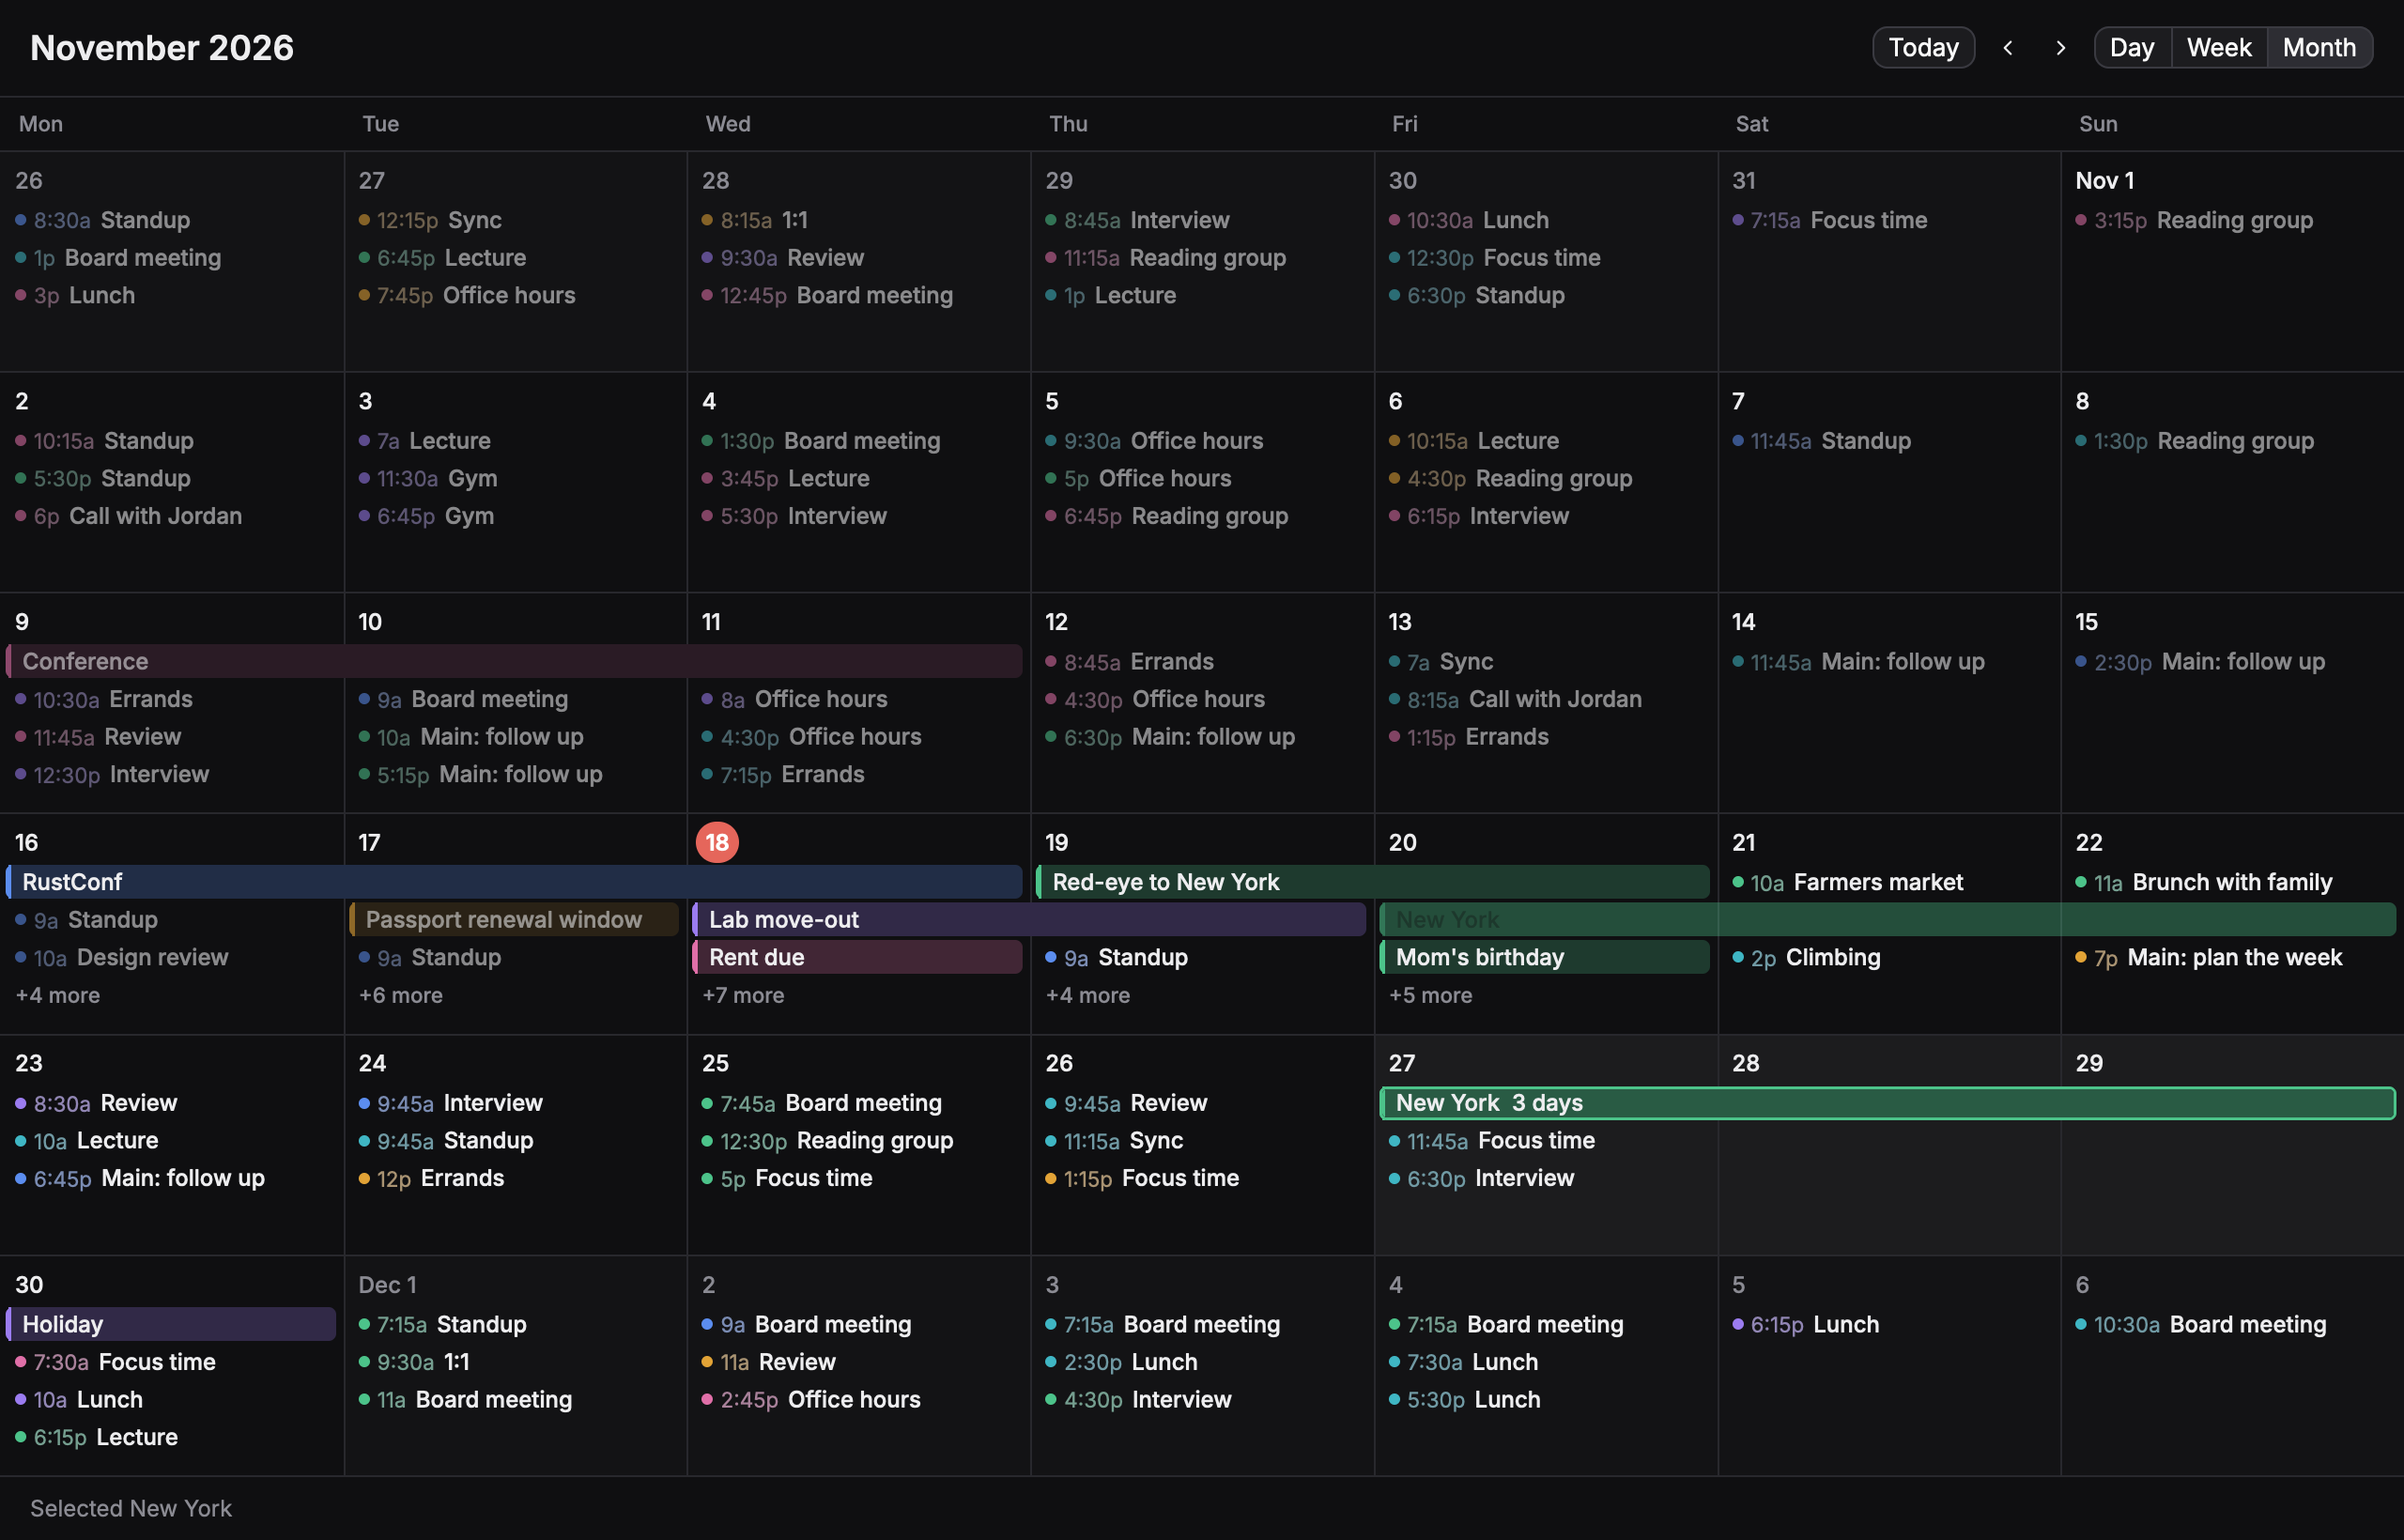 November 2026
Today
Day Week Month
Mon Tue Wed Thu Fri Sat Sun
26
8:30a Standup
1p Board meeting
3p Lunch
27
12:15p Sync
6:45p Lecture
7:45p Office hours
28
8:15a 1:1
9:30a Review
12:45p Board meeting
29
8:45a Interview
11:15a Reading group
1p Lecture
30
10:30a Lunch
12:30p Focus time
6:30p Standup
31
7:15a Focus time
Nov 1
3:15p Reading group
2
10:15a Standup
5:30p Standup
6p Call with Jordan
3
7a Lecture
11:30a Gym
6:45p Gym
4
1:30p Board meeting
3:45p Lecture
5:30p Interview
5
9:30a Office hours
5p Office hours
6:45p Reading group
6
10:15a Lecture
4:30p Reading group
6:15p Interview
7
11:45a Standup
8
1:30p Reading group
9
Conference
10:30a Errands
11:45a Review
12:30p Interview
10
9a Board meeting
10a Main: follow up
5:15p Main: follow up
11
8a Office hours
4:30p Office hours
7:15p Errands
12
8:45a Errands
4:30p Office hours
6:30p Main: follow up
13
7a Sync
8:15a Call with Jordan
1:15p Errands
14
11:45a Main: follow up
15
2:30p Main: follow up
16
RustConf
9a Standup
10a Design review
+4 more
17
Passport renewal window
9a Standup
+6 more
18
Lab move-out
Rent due
+7 more
19
Red-eye to New York
9a Standup
+4 more
20
New York
Mom's birthday
+5 more
21
10a Farmers market
2p Climbing
22
11a Brunch with family
7p Main: plan the week
23
8:30a Review
10a Lecture
6:45p Main: follow up
24
9:45a Interview
9:45a Standup
12p Errands
25
7:45a Board meeting
12:30p Reading group
5p Focus time
26
9:45a Review
11:15a Sync
1:15p Focus time
27
New York 3 days
11:45a Focus time
6:30p Interview
28
29
30
Holiday
7:30a Focus time
10a Lunch
6:15p Lecture
Dec 1
7:15a Standup
9:30a 1:1
11a Board meeting
2
9a Board meeting
11a Review
2:45p Office hours
3
7:15a Board meeting
2:30p Lunch
4:30p Interview
4
7:15a Board meeting
7:30a Lunch
5:30p Lunch
5
6:15p Lunch
6
10:30a Board meeting
Selected New York